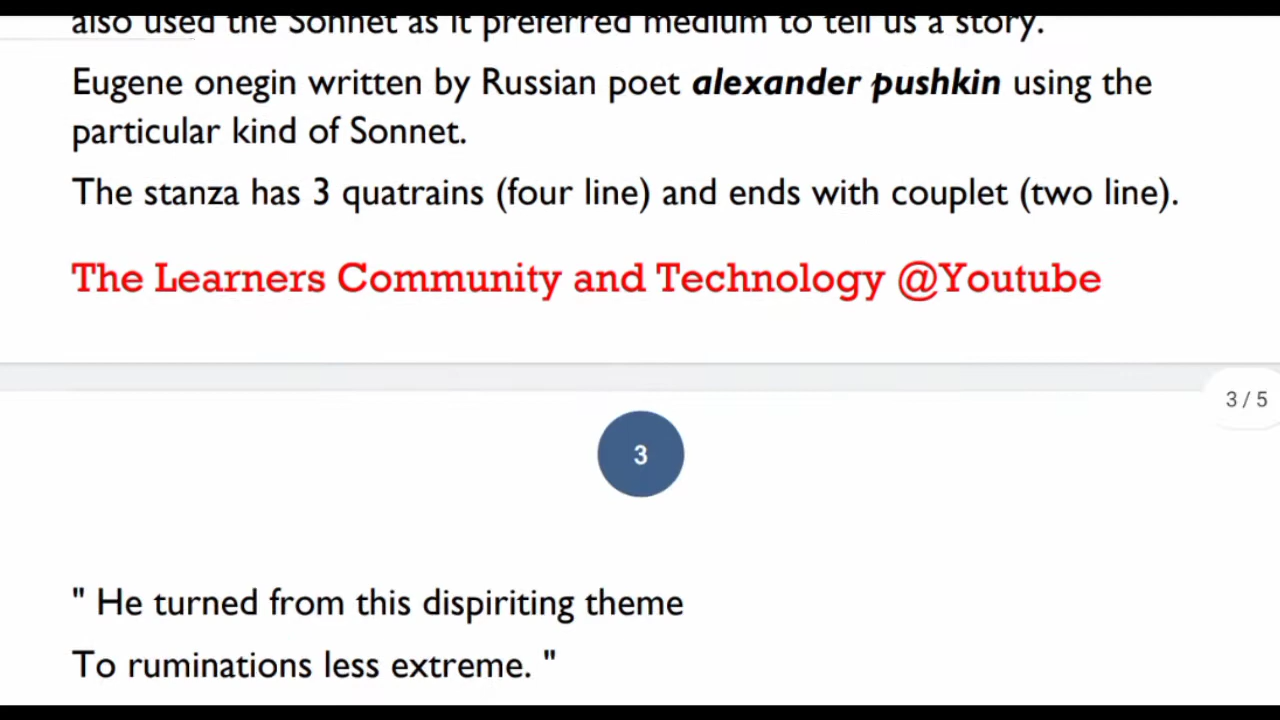 also used the Sonnet as it preferred medium to tell us a story.
Eugene onegin written by Russian poet alexander pushkin using the
particular kind of Sonnet.
The stanza has 3 quatrains (four line) and ends with couplet (two line).
The Learners Community and Technology @Youtube
3 / 5
3
" He turned from this dispiriting theme
To ruminations less extreme. "